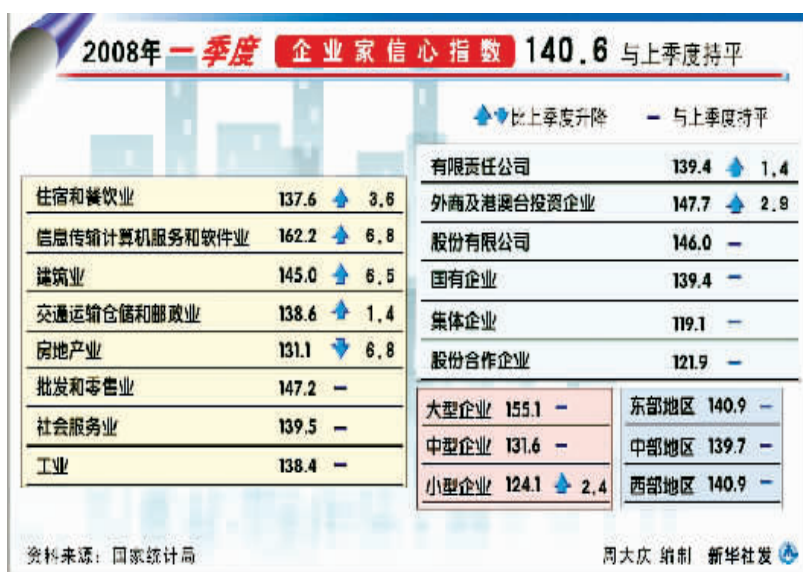 2008年一季度 企业家信心指数 140.6 与上季度持平
比上季度升降 － 与上季度持平
住宿和餐饮业 137.6 3.6
信息传输计算机服务和软件业 162.2 6.8
建筑业 145.0 6.5
交通运输仓储和邮政业 138.6 1.4
房地产业 131.1 6.8
批发和零售业 147.2 －
社会服务业 139.5 －
工业 138.4 －
有限责任公司 139.4 1.4
外商及港澳台投资企业 147.7 2.9
股份有限公司 146.0 －
国有企业 139.4 －
集体企业 119.1 －
股份合作企业 121.9 －
大型企业 155.1 －
中型企业 131.6 －
小型企业 124.1 2.4
东部地区 140.9 －
中部地区 139.7 －
西部地区 140.9 －
资料来源：国家统计局
周大庆 编制 新华社发